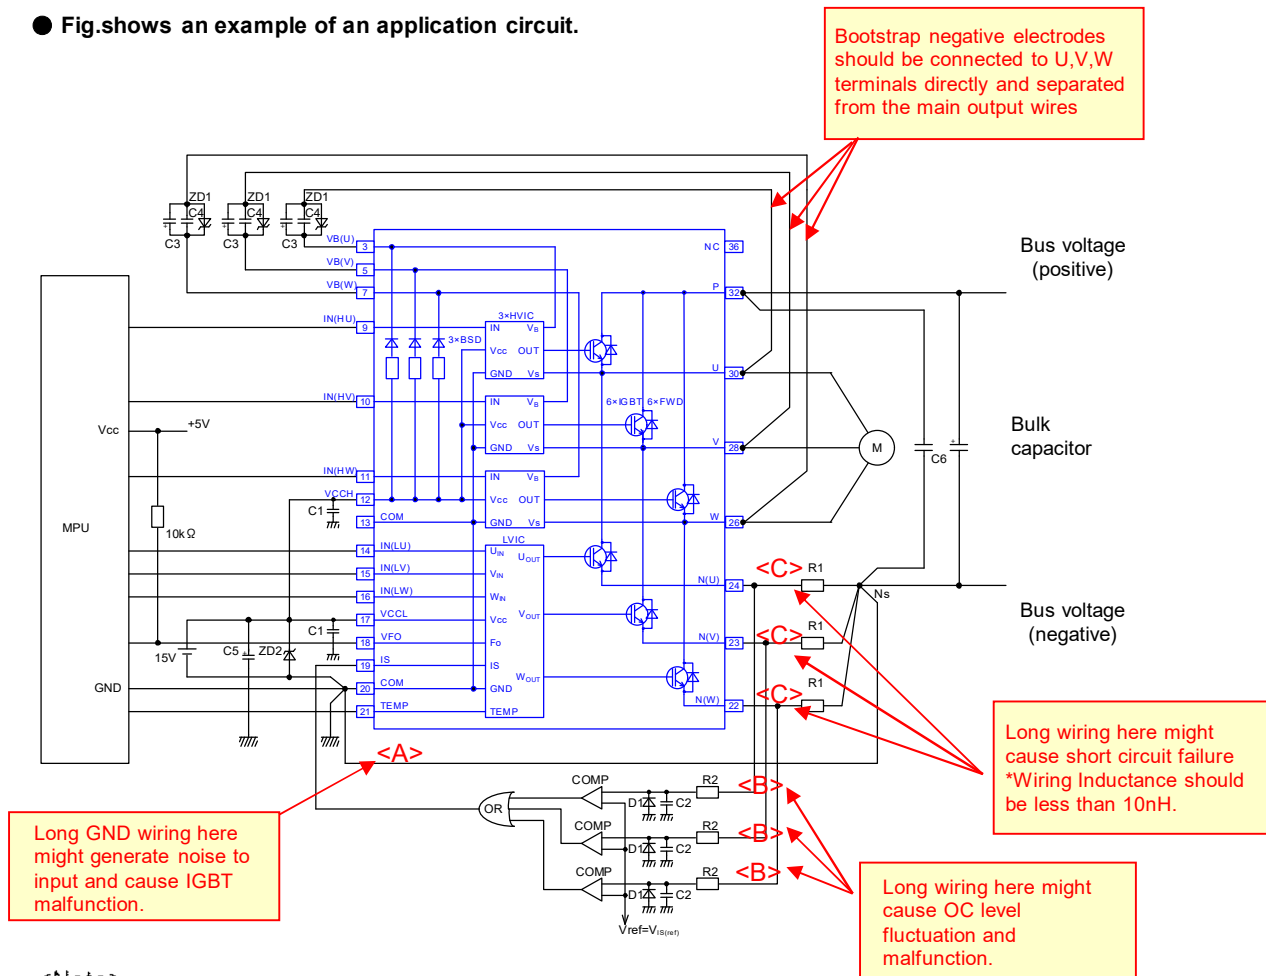 ● Fig.shows an example of an application circuit.
Bootstrap negative electrodes
should be connected to U,V,W
terminals directly and separated
from the main output wires
ZD1 ZD1 ZD1
C4 C4 C4
C3 C3 C3
VB(U) 3
VB(V) 5
VB(W) 7
NC 36
P 32
Bus voltage
(positive)
IN(HU) 9
3×HVIC
IN VB
3×BSD
Vcc OUT
GND Vs
U 30
IN(HV) 10
IN VB
6×IGBT 6×FWD
Vcc OUT
GND Vs
V 28
M
C6
Bulk
capacitor
Vcc
+5V
IN(HW) 11
IN VB
VCCH 12
Vcc OUT
C1
COM 13
GND Vs
W 26
MPU
10kΩ
LVIC
IN(LU) 14
UIN UOUT
IN(LV) 15
VIN
IN(LW) 16
WIN
VCCL 17
Vcc VOUT
C1
VFO 18
Fo
15V
C5
ZD2
IS 19
IS
WOUT
GND
COM 20
GND
TEMP 21
TEMP
N(U) 24
<C> R1
Ns
N(V) 23
<C> R1
N(W) 22
<C> R1
Bus voltage
(negative)
Long wiring here might
cause short circuit failure
*Wiring Inductance should
be less than 10nH.
<A>
COMP
D1 C2
R2
<B>
OR
COMP
D1 C2
R2
<B>
COMP
D1 C2
R2
<B>
Vref=VIS(ref)
Long GND wiring here
might generate noise to
input and cause IGBT
malfunction.
Long wiring here might
cause OC level
fluctuation and
malfunction.
<Note>